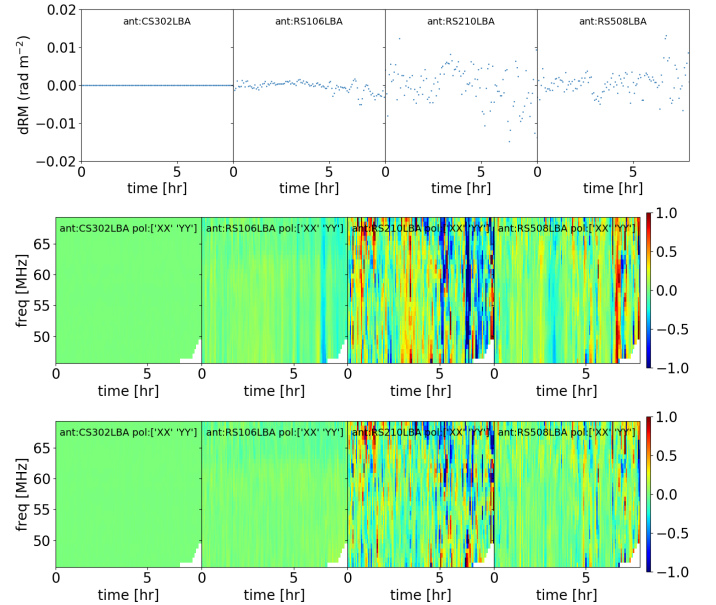 0.02
0.01
0.00
−0.01
−0.02
dRM (rad m⁻²)
ant:CS302LBA
ant:RS106LBA
ant:RS210LBA
ant:RS508LBA
0 5 0 5 0 5 0 5
time [hr] time [hr] time [hr] time [hr]
ant:CS302LBA pol:['XX' 'YY']
ant:RS106LBA pol:['XX' 'YY']
ant:RS210LBA pol:['XX' 'YY']
ant:RS508LBA pol:['XX' 'YY']
65
60
55
50
freq [MHz]
0 5 0 5 0 5 0 5
time [hr] time [hr] time [hr] time [hr]
1.0
0.5
0.0
−0.5
−1.0
ant:CS302LBA pol:['XX' 'YY']
ant:RS106LBA pol:['XX' 'YY']
ant:RS210LBA pol:['XX' 'YY']
ant:RS508LBA pol:['XX' 'YY']
65
60
55
50
freq [MHz]
0 5 0 5 0 5 0 5
time [hr] time [hr] time [hr] time [hr]
1.0
0.5
0.0
−0.5
−1.0